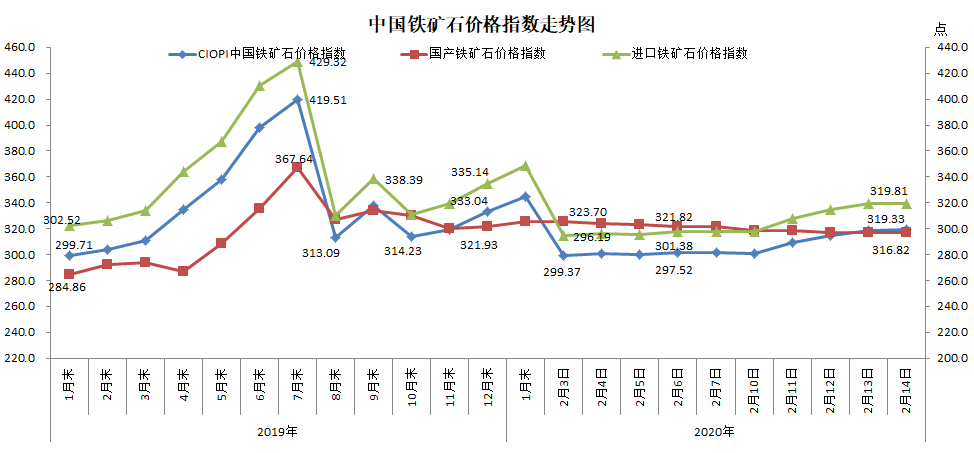 中国铁矿石价格指数走势图
点
CIOPI中国铁矿石价格指数
国产铁矿石价格指数
进口铁矿石价格指数
460.0
440.0
420.0
400.0
380.0
360.0
340.0
320.0
300.0
280.0
260.0
240.0
220.0
440.0
420.0
400.0
380.0
360.0
340.0
320.0
300.0
280.0
260.0
240.0
220.0
200.0
302.52
299.71
284.86
429.32
419.51
367.64
313.09
338.39
314.23
335.14
333.04
321.93
299.37
323.70
296.19
321.82
301.38
297.52
319.81
319.33
316.82
1月末
2月末
3月末
4月末
5月末
6月末
7月末
8月末
9月末
10月末
11月末
12月末
1月末
2月3日
2月4日
2月5日
2月6日
2月7日
2月10日
2月11日
2月12日
2月13日
2月14日
2019年
2020年